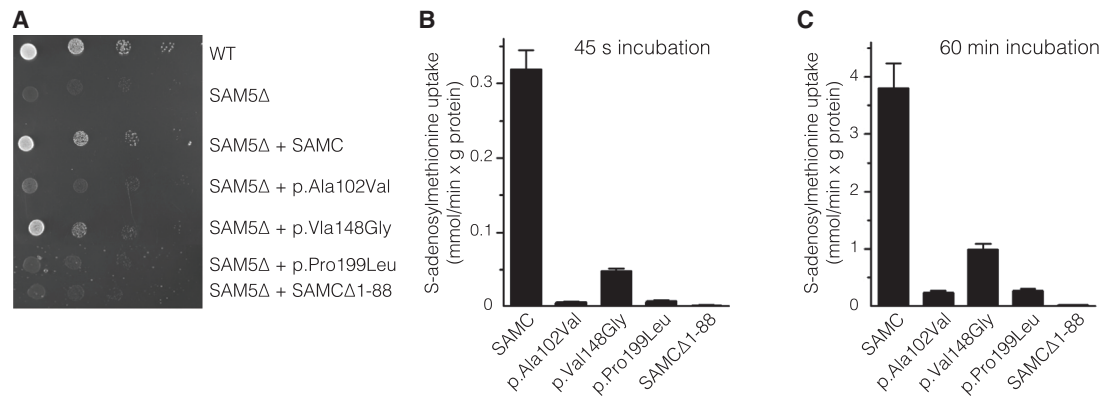 A
WT
SAM5Δ
SAM5Δ + SAMC
SAM5Δ + p.Ala102Val
SAM5Δ + p.Vla148Gly
SAM5Δ + p.Pro199Leu
SAM5Δ + SAMCΔ1-88
B
45 s incubation
S-adenosylmethionine uptake
(mmol/min x g protein)
0.3
0.2
0.1
0
SAMC
p.Ala102Val
p.Val148Gly
p.Pro199Leu
SAMCΔ1-88
C
60 min incubation
S-adenosylmethionine uptake
(mmol/min x g protein)
4
3
2
1
0
SAMC
p.Ala102Val
p.Val148Gly
p.Pro199Leu
SAMCΔ1-88